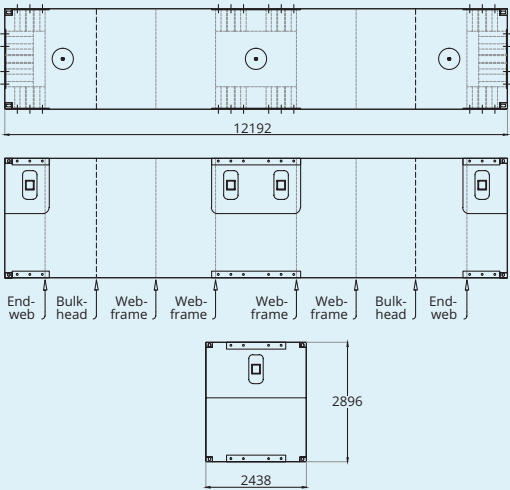 12192
End-
web
Bulk-
head
Web-
frame
Web-
frame
Web-
frame
Web-
frame
Bulk-
head
End-
web
2896
2438